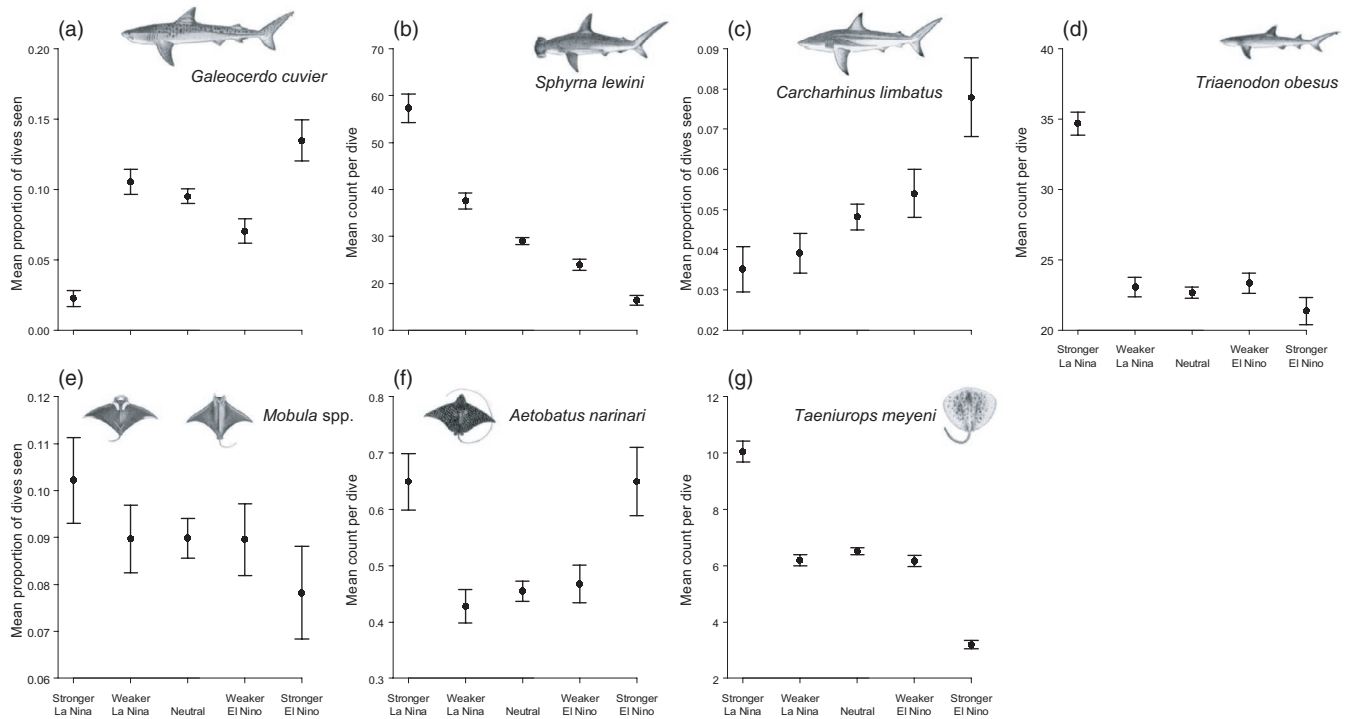 (a)
Galeocerdo cuvier
Mean proportion of dives seen
0.20
0.15
0.10
0.05
0.00
(b)
Sphyrna lewini
Mean count per dive
70
60
50
40
30
20
10
(c)
Carcharhinus limbatus
Mean proportion of dives seen
0.09
0.08
0.07
0.06
0.05
0.04
0.03
0.02
(d)
Triaenodon obesus
Mean count per dive
40
35
30
25
20
Stronger Weaker Neutral Weaker Stronger
La Nina La Nina El Nino El Nino
(e)
Mobula spp.
Mean proportion of dives seen
0.12
0.11
0.10
0.09
0.08
0.07
0.06
Stronger Weaker Neutral Weaker Stronger
La Nina La Nina El Nino El Nino
(f)
Aetobatus narinari
Mean count per dive
0.8
0.7
0.6
0.5
0.4
0.3
Stronger Weaker Neutral Weaker Stronger
La Nina La Nina El Nino El Nino
(g)
Taeniurops meyeni
Mean count per dive
12
10
8
6
4
2
Stronger Weaker Neutral Weaker Stronger
La Nina La Nina El Nino El Nino